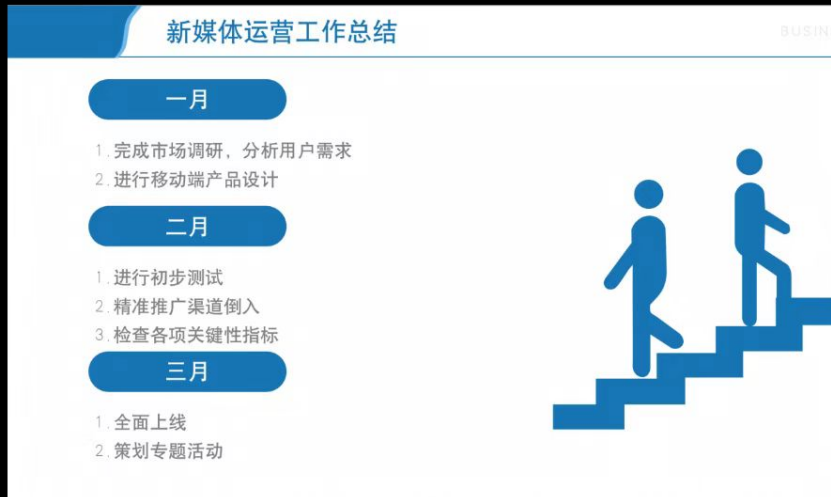 新媒体运营工作总结
BUSIN
一月
1.完成市场调研，分析用户需求
2.进行移动端产品设计
二月
1.进行初步测试
2.精准推广渠道倒入
3.检查各项关键性指标
三月
1.全面上线
2.策划专题活动